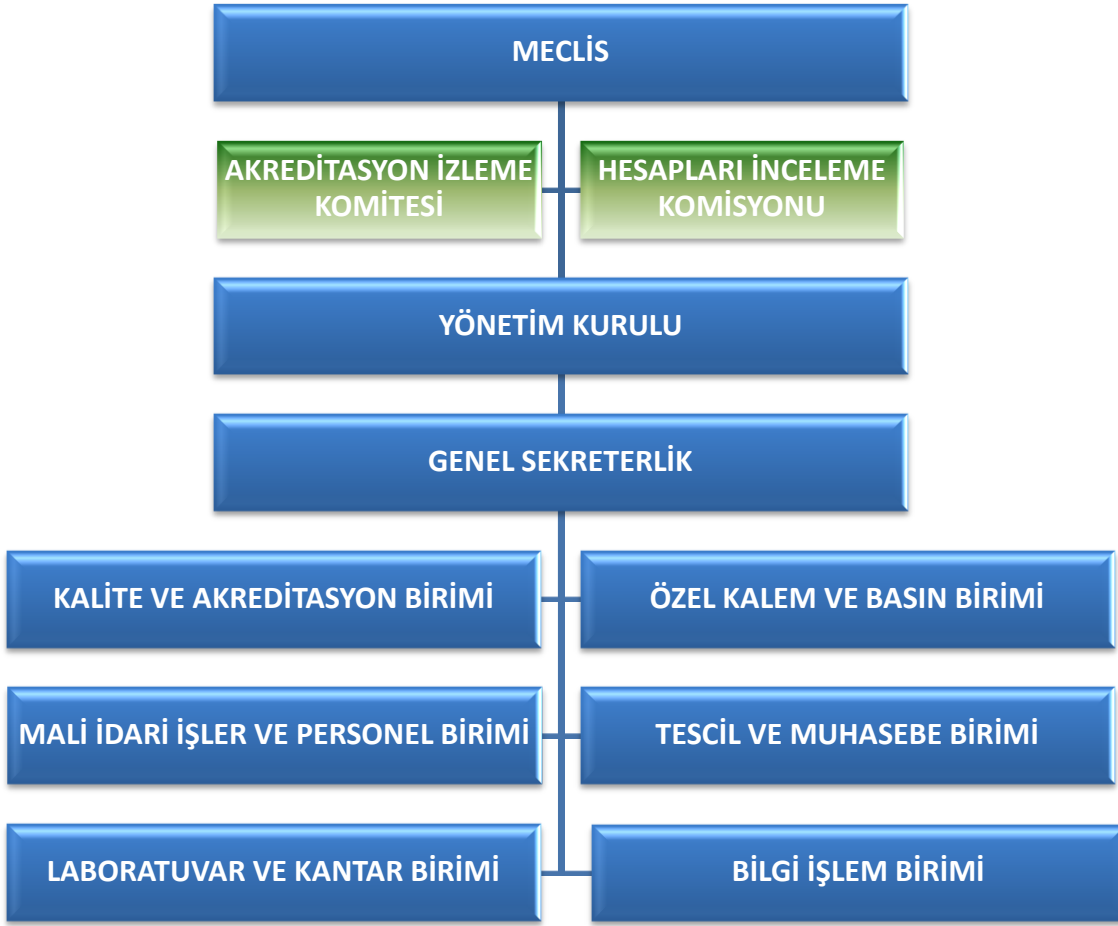 MECLİS
AKREDİTASYON İZLEME
KOMİTESİ
HESAPLARI İNCELEME
KOMİSYONU
YÖNETİM KURULU
GENEL SEKRETERLİK
KALİTE VE AKREDİTASYON BİRİMİ
ÖZEL KALEM VE BASIN BİRİMİ
MALİ İDARİ İŞLER VE PERSONEL BİRİMİ
TESCİL VE MUHASEBE BİRİMİ
LABORATUVAR VE KANTAR BİRİMİ
BİLGİ İŞLEM BİRİMİ